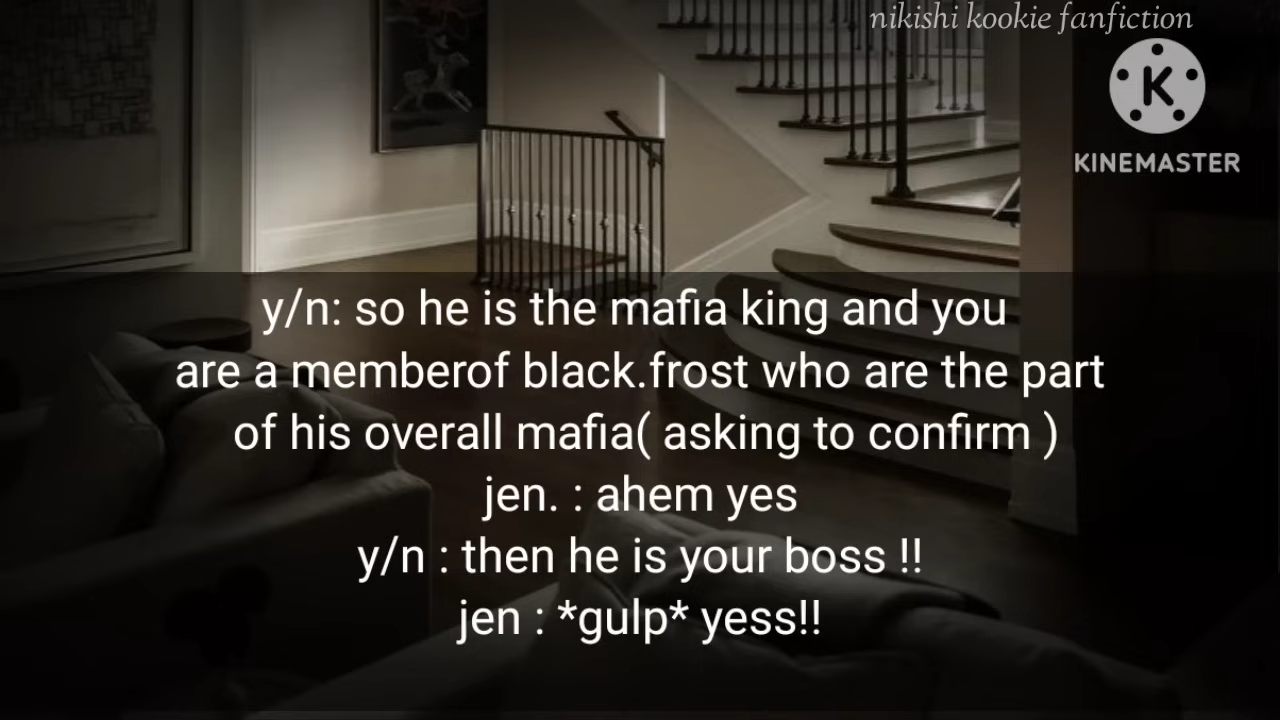 nikishi kookie fanfiction
KINEMASTER
y/n: so he is the mafia king and you
are a memberof black.frost who are the part
of his overall mafia( asking to confirm )
jen. : ahem yes
y/n : then he is your boss !!
jen : *gulp* yess!!